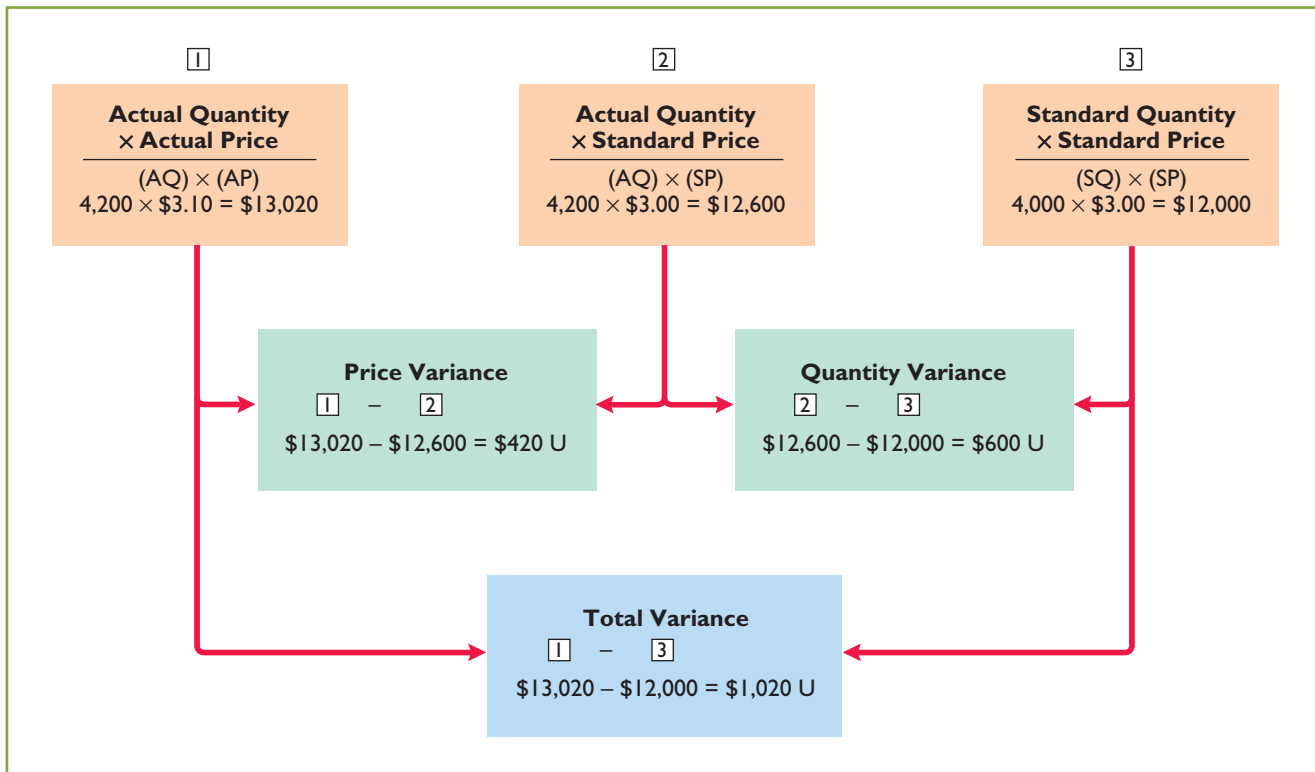 1
Actual Quantity
× Actual Price
(AQ) × (AP)
4,200 × $3.10 = $13,020
2
Actual Quantity
× Standard Price
(AQ) × (SP)
4,200 × $3.00 = $12,600
3
Standard Quantity
× Standard Price
(SQ) × (SP)
4,000 × $3.00 = $12,000
Price Variance
1 – 2
$13,020 – $12,600 = $420 U
Quantity Variance
2 – 3
$12,600 – $12,000 = $600 U
Total Variance
1 – 3
$13,020 – $12,000 = $1,020 U